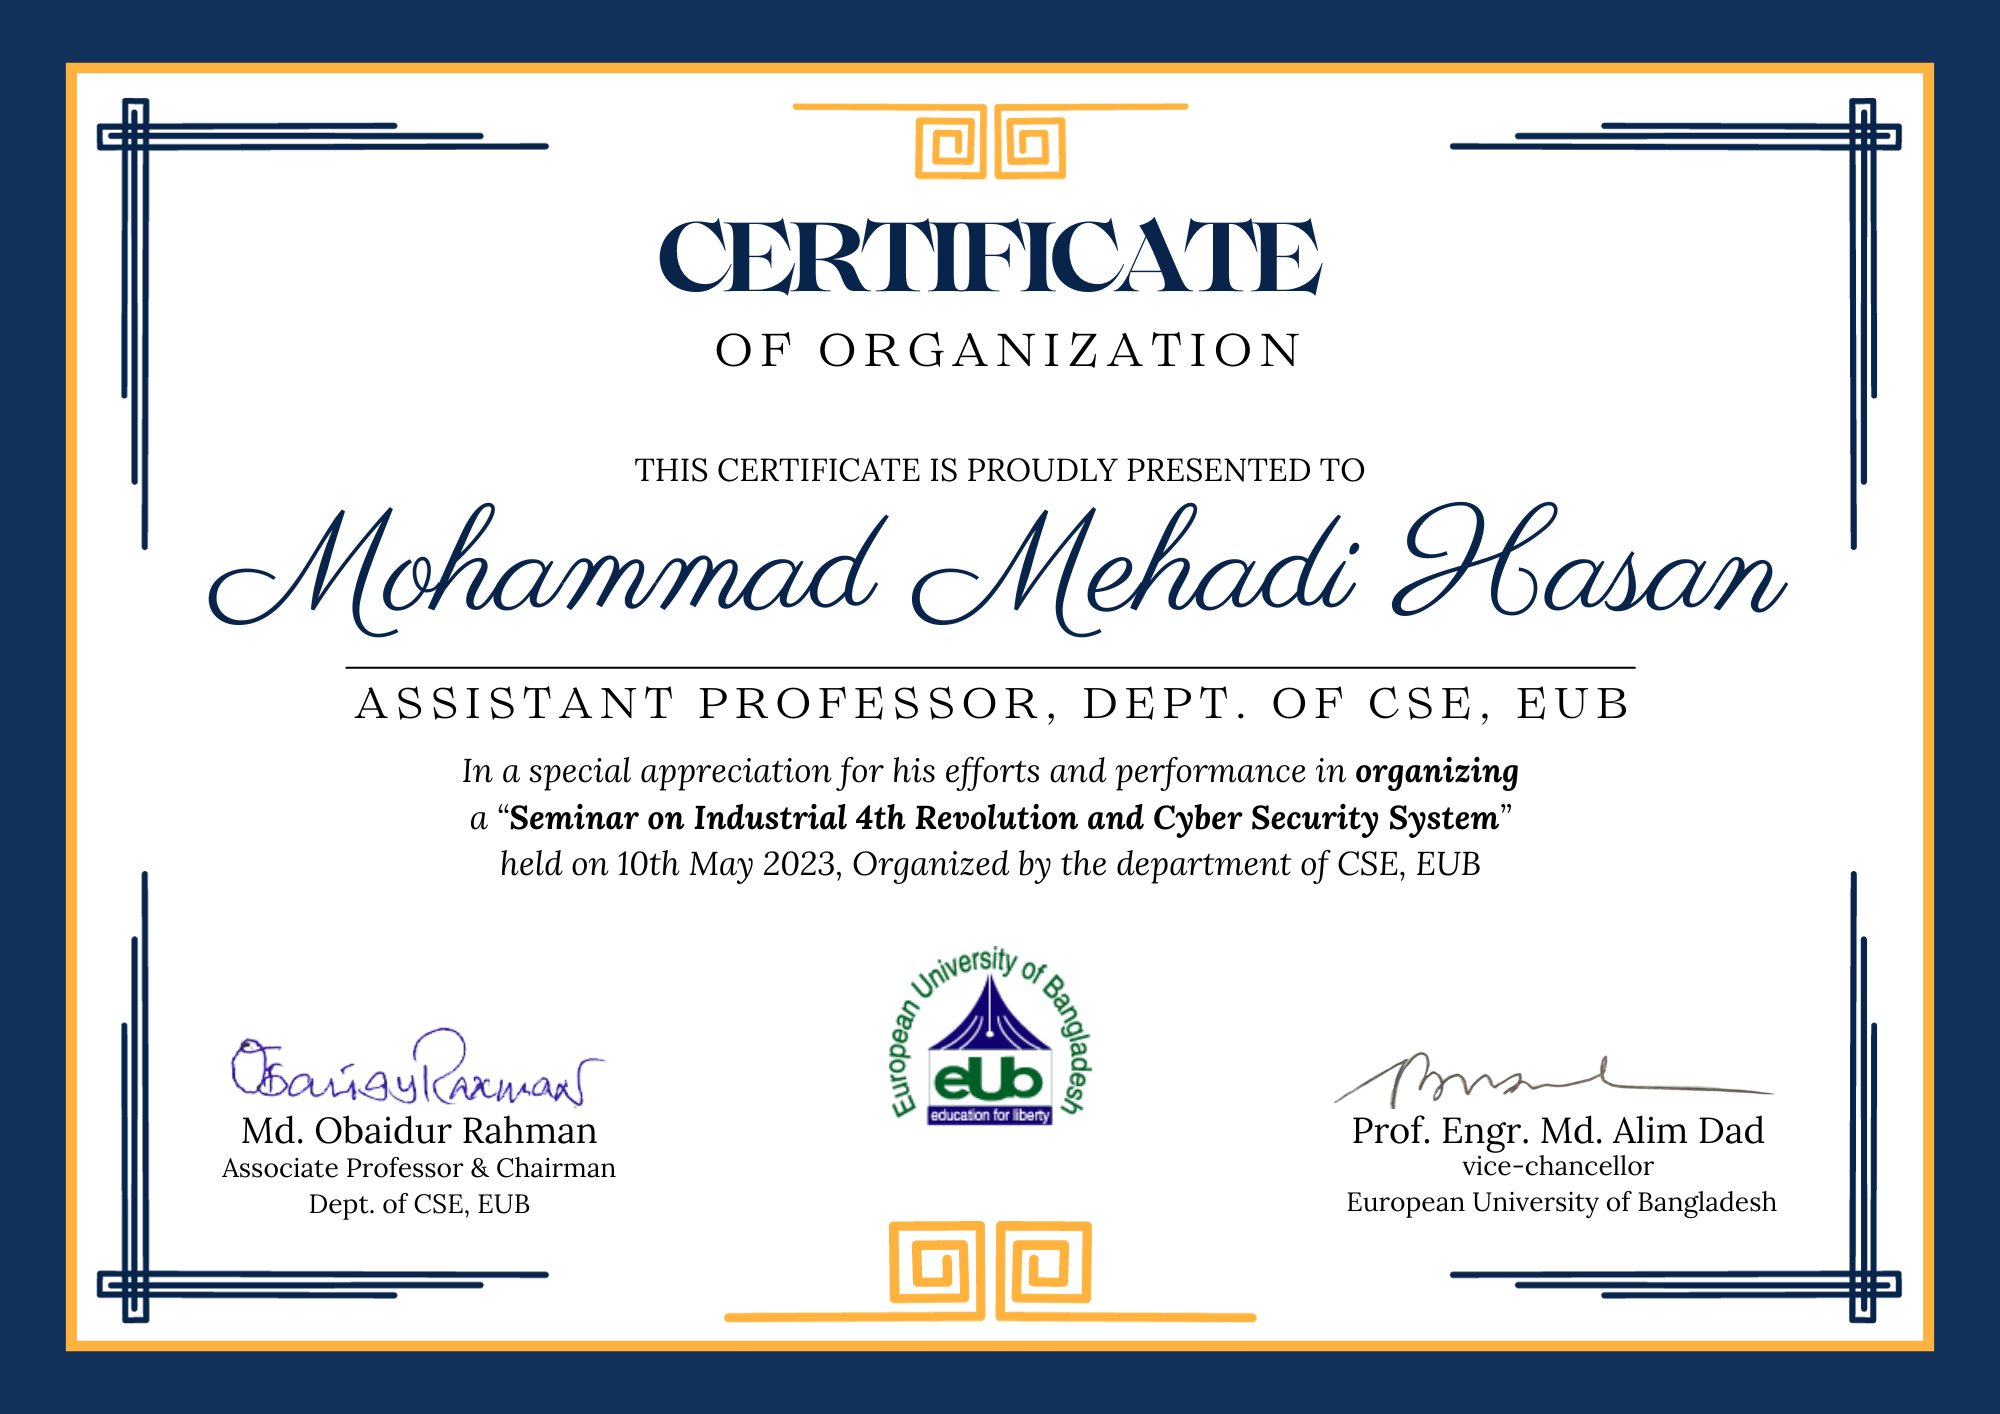 CERTIFICATE
OF ORGANIZATION
THIS CERTIFICATE IS PROUDLY PRESENTED TO
Mohammad Mehadi Hasan
ASSISTANT PROFESSOR, DEPT. OF CSE, EUB
In a special appreciation for his efforts and performance in organizing
a “Seminar on Industrial 4th Revolution and Cyber Security System”
held on 10th May 2023, Organized by the department of CSE, EUB
European University of Bangladesh
eUb
education for liberty
Obaidur Rahman
Md. Obaidur Rahman
Associate Professor & Chairman
Dept. of CSE, EUB
Prof. Engr. Md. Alim Dad
vice-chancellor
European University of Bangladesh